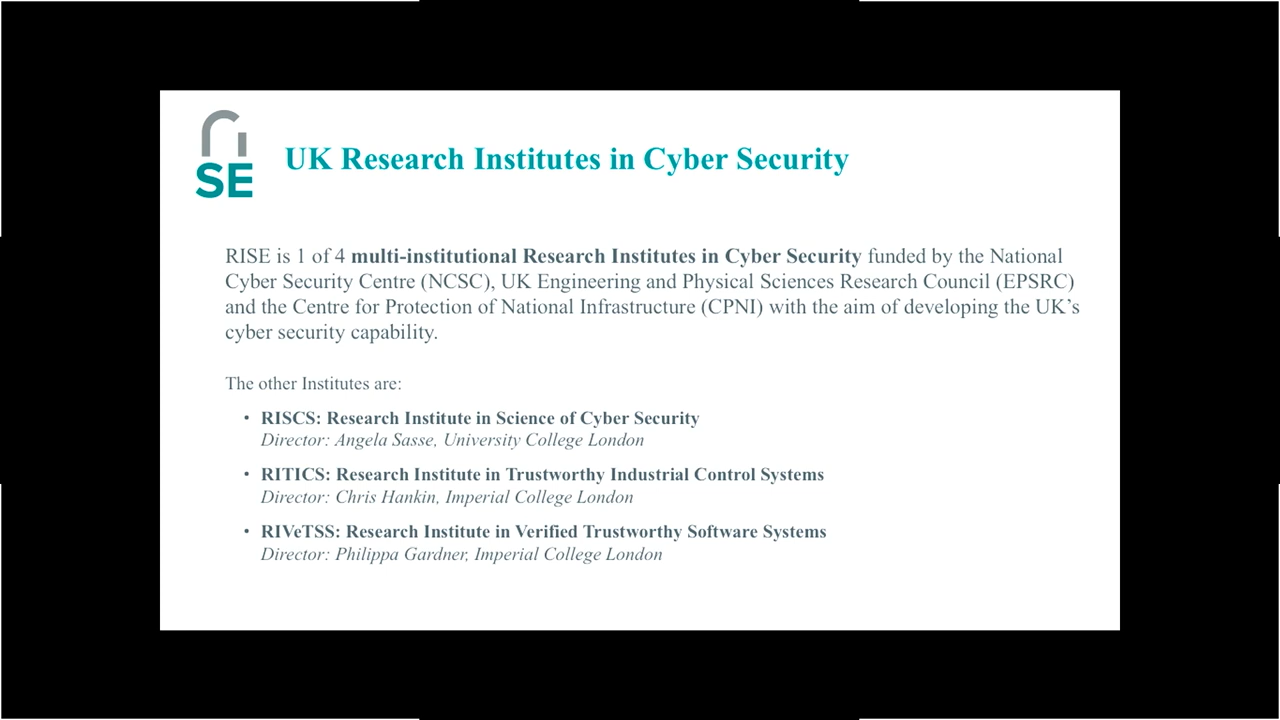 RISE
UK Research Institutes in Cyber Security
RISE is 1 of 4 multi-institutional Research Institutes in Cyber Security funded by the National
Cyber Security Centre (NCSC), UK Engineering and Physical Sciences Research Council (EPSRC)
and the Centre for Protection of National Infrastructure (CPNI) with the aim of developing the UK’s
cyber security capability.
The other Institutes are:
• RISCS: Research Institute in Science of Cyber Security
Director: Angela Sasse, University College London
• RITICS: Research Institute in Trustworthy Industrial Control Systems
Director: Chris Hankin, Imperial College London
• RIVeTSS: Research Institute in Verified Trustworthy Software Systems
Director: Philippa Gardner, Imperial College London